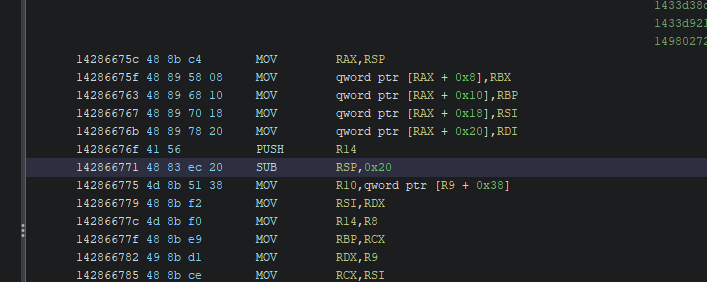 1433d38c
1433d921
14980272
14286675c 48 8b c4 MOV RAX,RSP
14286675f 48 89 58 08 MOV qword ptr [RAX + 0x8],RBX
142866763 48 89 68 10 MOV qword ptr [RAX + 0x10],RBP
142866767 48 89 70 18 MOV qword ptr [RAX + 0x18],RSI
14286676b 48 89 78 20 MOV qword ptr [RAX + 0x20],RDI
14286676f 41 56 PUSH R14
142866771 48 83 ec 20 SUB RSP,0x20
142866775 4d 8b 51 38 MOV R10,qword ptr [R9 + 0x38]
142866779 48 8b f2 MOV RSI,RDX
14286677c 4d 8b f0 MOV R14,R8
14286677f 48 8b e9 MOV RBP,RCX
142866782 49 8b d1 MOV RDX,R9
142866785 48 8b ce MOV RCX,RSI